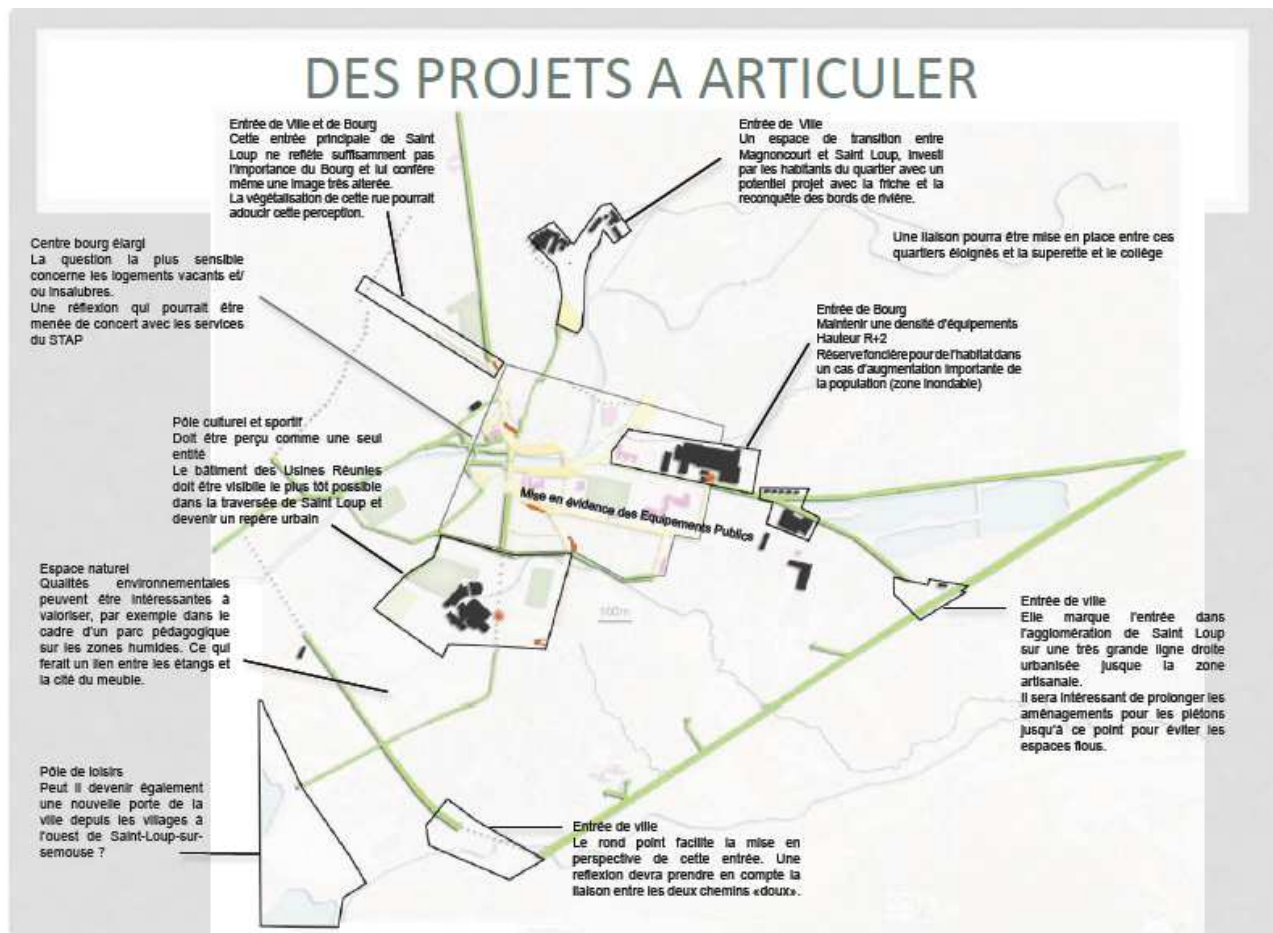 DES PROJETS A ARTICULER
Entrée de Ville et de Bourg
Cette entrée principale de Saint
Loup ne reflète suffisamment pas
l'importance du Bourg et lui confère
même une image très alterée.
La végétalisation de cette rue pourrait
adoucir cette perception.
Entrée de Ville
Un espace de transition entre
Magnoncourt et Saint Loup, investi
par les habitants du quartier avec un
potentiel projet avec la friche et la
reconquête des bords de rivière.
Une liaison pourra être mise en place entre ces
quartiers éloignés et la superette et le collège
Centre bourg élargi
La question la plus sensible
concerne les logements vacants et/
ou insalubres.
Une réflexion qui pourrait être
menée de concert avec les services
du STAP
Entrée de Bourg
Maintenir une densité d'équipements
Hauteur R+2
Réserve foncière pour de l'habitat dans
un cas d'augmentation importante de
la population (zone inondable)
Pôle culturel et sportif
Doit être perçu comme une seul
entité
Le bâtiment des Usines Réunies
doit être visible le plus tôt possible
dans la traversée de Saint Loup et
devenir un repère urbain
Mise en évidence des Equipements Publics
Espace naturel
Qualités environnementales
peuvent être intéressantes à
valoriser, par exemple dans le
cadre d'un parc pédagogique
sur les zones humides. Ce qui
ferait un lien entre les étangs et
la cité du meuble.
100m
Entrée de ville
Elle marque l'entrée dans
l'agglomération de Saint Loup
sur une très grande ligne droite
urbanisée jusque la zone
artisanale.
Il sera intéressant de prolonger les
aménagements pour les piétons
jusqu'à ce point pour éviter les
espaces flous.
Pôle de loisirs
Peut il devenir également
une nouvelle porte de la
ville depuis les villages à
l'ouest de Saint-Loup-sur-
semouse ?
Entrée de ville
Le rond point facilite la mise en
perspective de cette entrée. Une
reflexion devra prendre en compte la
liaison entre les deux chemins «doux».